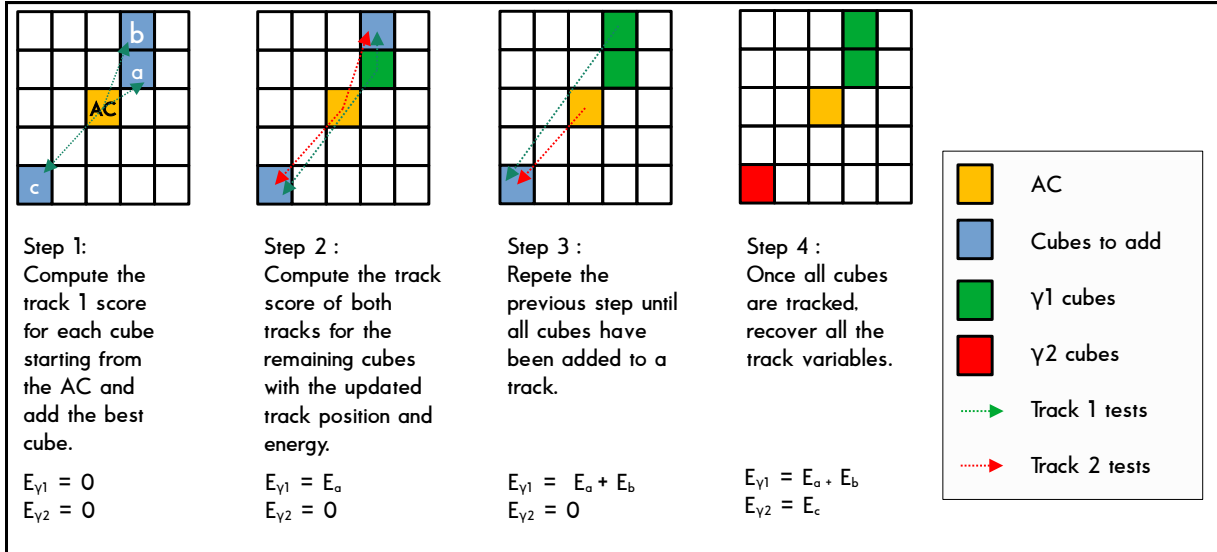 b
a
AC
c
Step 1:
Compute the
track 1 score
for each cube
starting from
the AC and
add the best
cube.
Eγ1 = 0
Eγ2 = 0
Step 2 :
Compute the track
score of both
tracks for the
remaining cubes
with the updated
track position and
energy.
Eγ1 = Ea
Eγ2 = 0
Step 3 :
Repete the
previous step until
all cubes have
been added to a
track.
Eγ1 = Ea + Eb
Eγ2 = 0
Step 4 :
Once all cubes
are tracked,
recover all the
track variables.
Eγ1 = Ea + Eb
Eγ2 = Ec
AC
Cubes to add
γ1 cubes
γ2 cubes
Track 1 tests
Track 2 tests